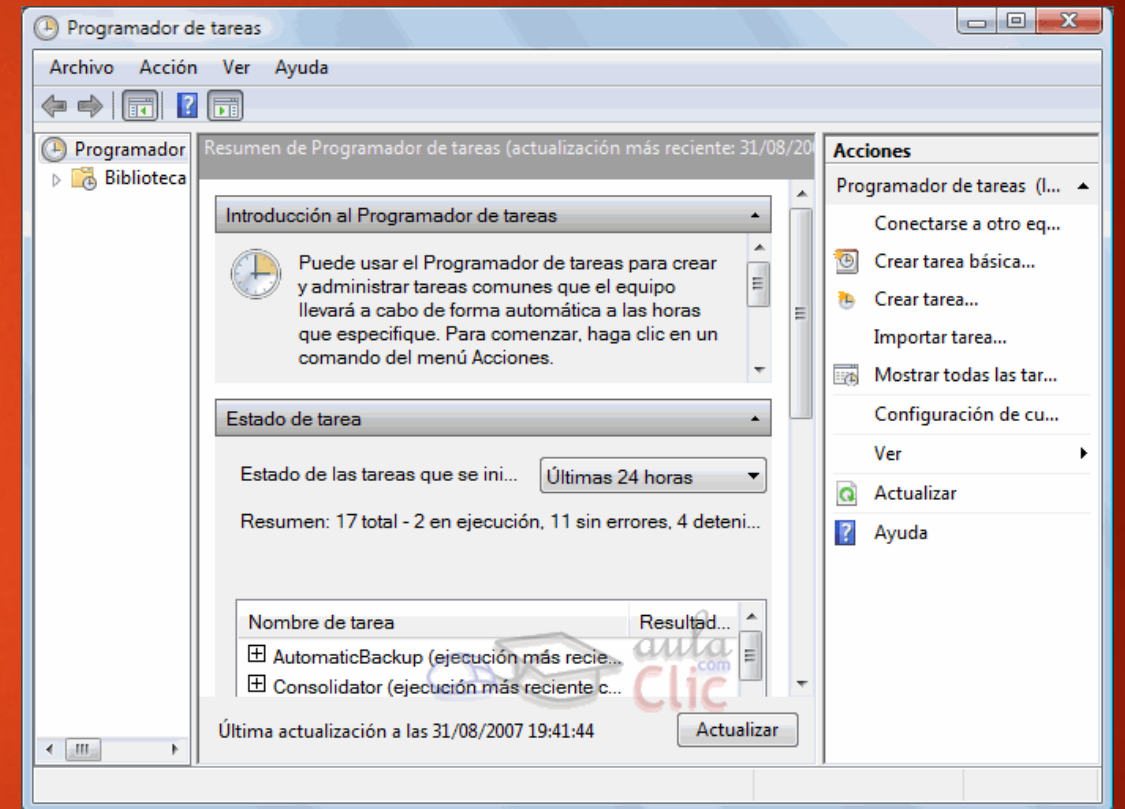 Programador de tareas
Archivo Acción Ver Ayuda
Programador
Biblioteca
Resumen de Programador de tareas (actualización más reciente: 31/08/20
Introducción al Programador de tareas
Puede usar el Programador de tareas para crear
y administrar tareas comunes que el equipo
llevará a cabo de forma automática a las horas
que especifique. Para comenzar, haga clic en un
comando del menú Acciones.
Estado de tarea
Estado de las tareas que se ini...
Últimas 24 horas
Resumen: 17 total - 2 en ejecución, 11 sin errores, 4 deteni...
Nombre de tarea Resultad...
AutomaticBackup (ejecución más recie...
Consolidator (ejecución más reciente c...
aula
.com
Clic
Última actualización a las 31/08/2007 19:41:44
Actualizar
Acciones
Programador de tareas (l...
Conectarse a otro eq...
Crear tarea básica...
Crear tarea...
Importar tarea...
Mostrar todas las tar...
Configuración de cu...
Ver
Actualizar
Ayuda